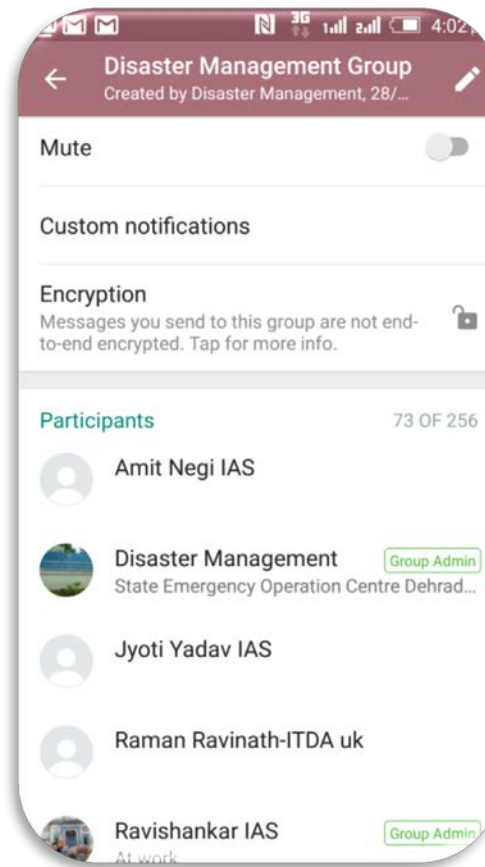 3G
4:02
Disaster Management Group
Created by Disaster Management, 28/...
Mute
Custom notifications
Encryption
Messages you send to this group are not end-
to-end encrypted. Tap for more info.
Participants 73 OF 256
Amit Negi IAS
Disaster Management Group Admin
State Emergency Operation Centre Dehrad...
Jyoti Yadav IAS
Raman Ravinath-ITDA uk
Ravishankar IAS Group Admin
At work